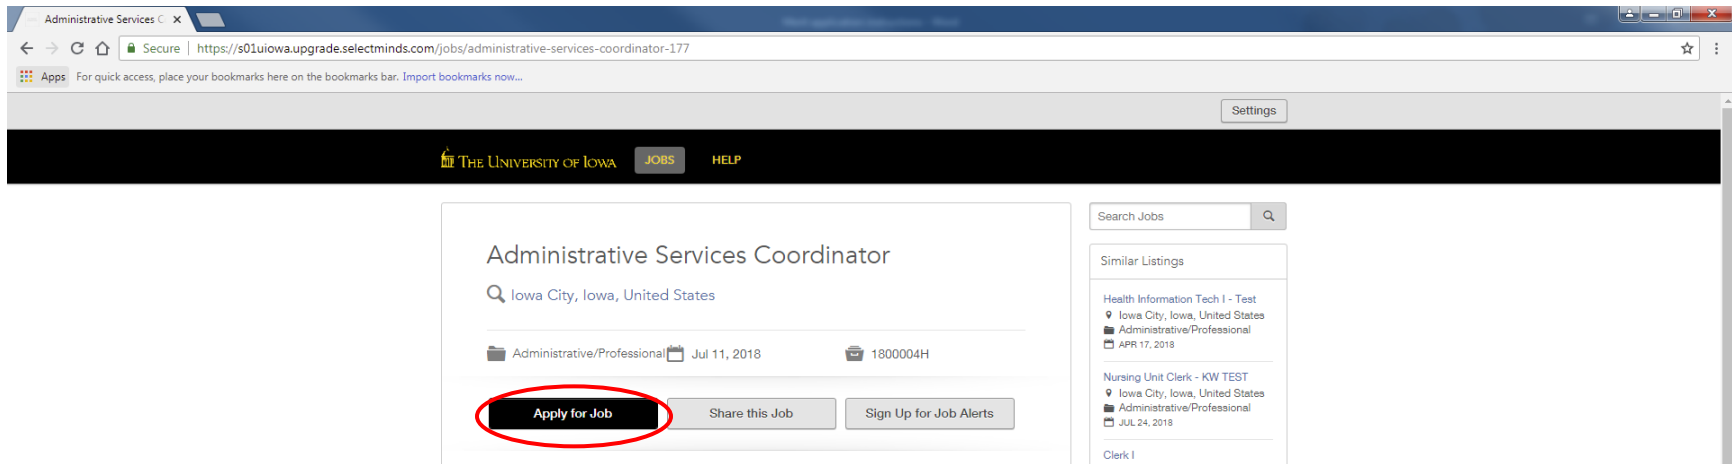 Administrative Services C
Secure | https://s01uiowa.upgrade.selectminds.com/jobs/administrative-services-coordinator-177
Apps For quick access, place your bookmarks here on the bookmarks bar. Import bookmarks now...
Settings
THE UNIVERSITY OF IOWA JOBS HELP
Search Jobs
Administrative Services Coordinator
Iowa City, Iowa, United States
Administrative/Professional Jul 11, 2018 1800004H
Apply for Job Share this Job Sign Up for Job Alerts
Similar Listings
Health Information Tech I - Test
Iowa City, Iowa, United States
Administrative/Professional
APR 17, 2018
Nursing Unit Clerk - KW TEST
Iowa City, Iowa, United States
Administrative/Professional
JUL 24, 2018
Clerk I